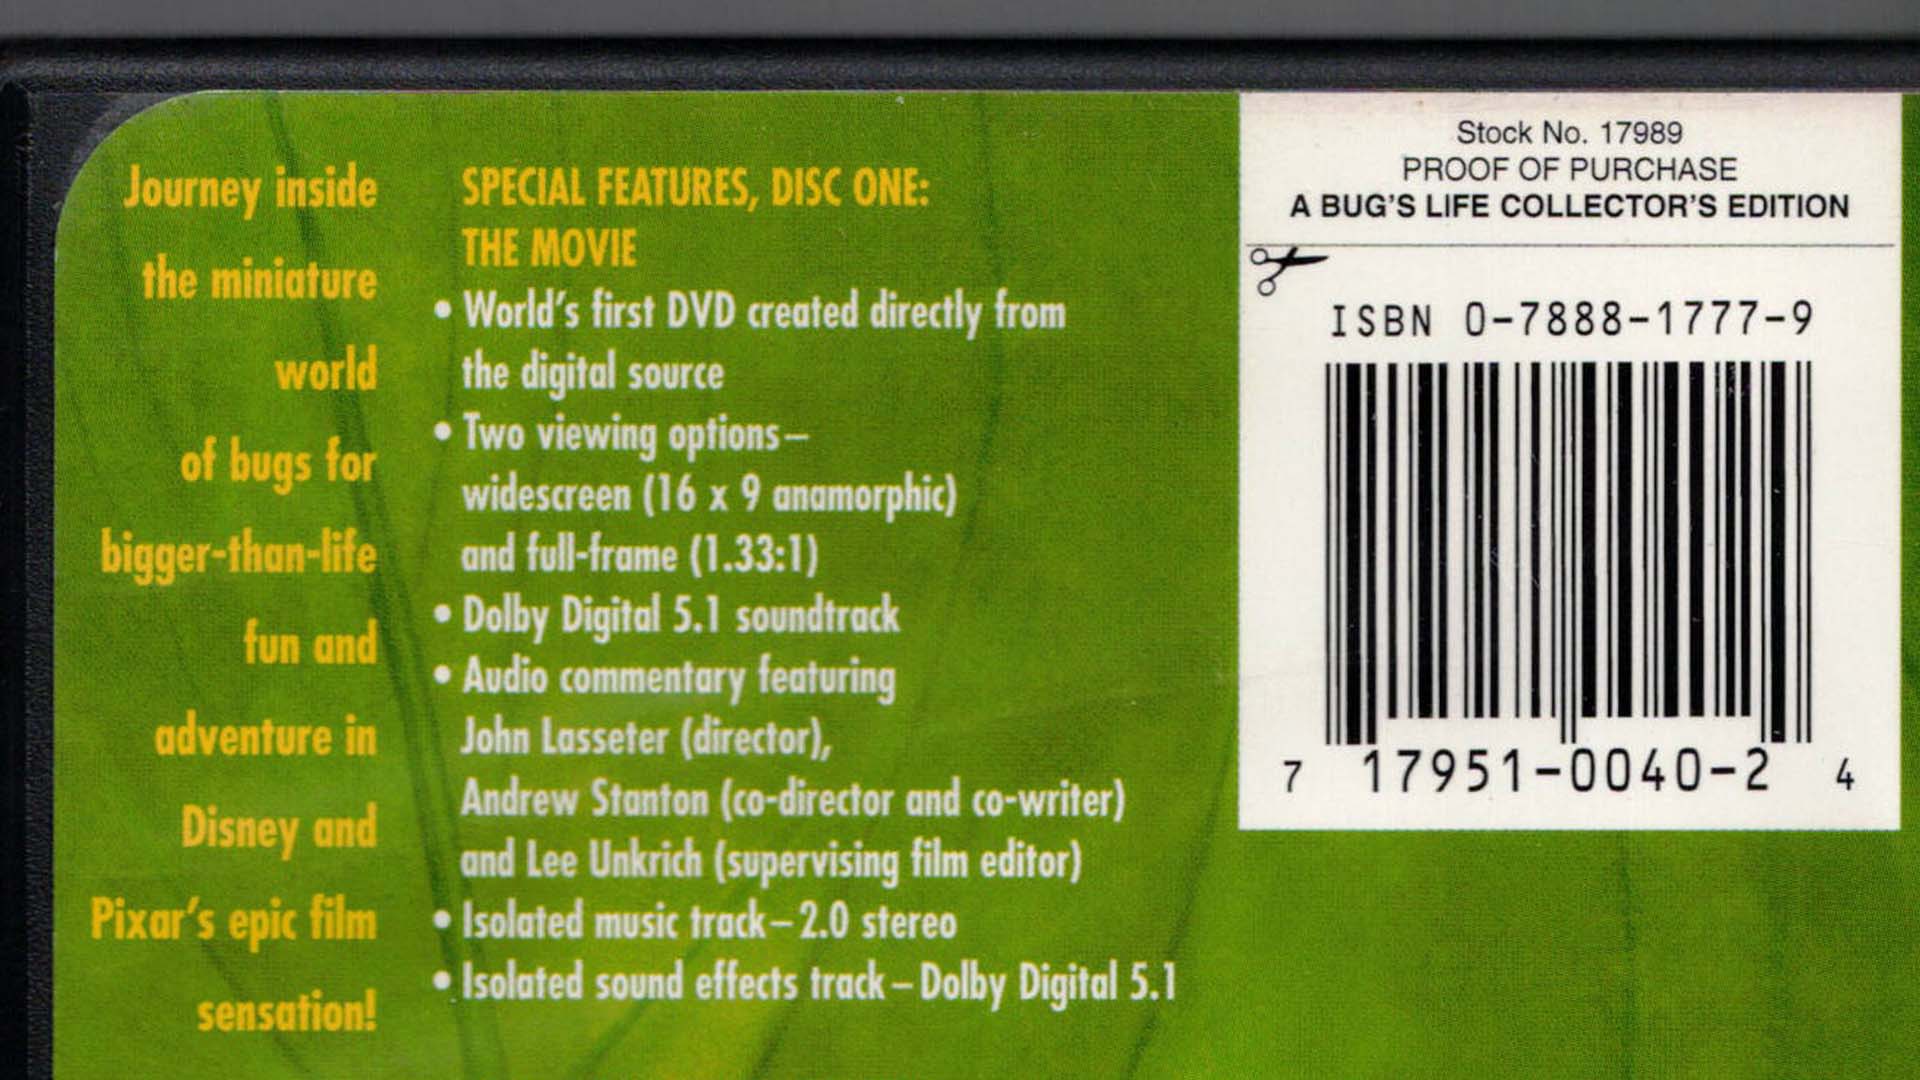 Journey inside
the miniature
world
of bugs for
bigger-than-life
fun and
adventure in
Disney and
Pixar's epic film
sensation!
SPECIAL FEATURES, DISC ONE:
THE MOVIE
• World's first DVD created directly from
the digital source
• Two viewing options–
widescreen (16 x 9 anamorphic)
and full-frame (1.33:1)
• Dolby Digital 5.1 soundtrack
• Audio commentary featuring
John Lasseter (director),
Andrew Stanton (co-director and co-writer)
and Lee Unkrich (supervising film editor)
• Isolated music track–2.0 stereo
• Isolated sound effects track–Dolby Digital 5.1
Stock No. 17989
PROOF OF PURCHASE
A BUG'S LIFE COLLECTOR'S EDITION
ISBN 0-7888-1777-9
7 17951-0040-2 4